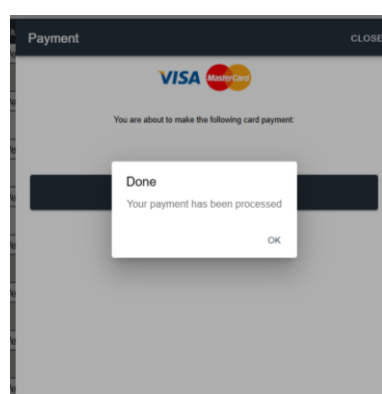 Payment
CLOSE
VISA MasterCard
You are about to make the following card payment:
Done
Your payment has been processed
OK